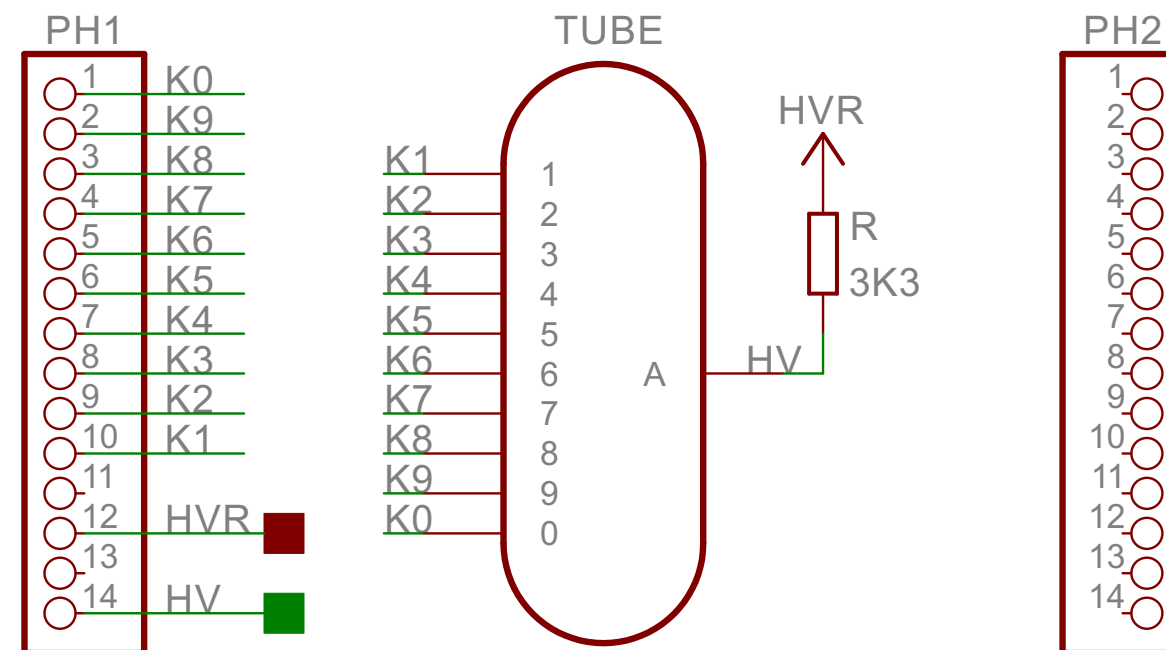 PH1
1 K0
2 K9
3 K8
4 K7
5 K6
6 K5
7 K4
8 K3
9 K2
10 K1
11
12 HVR
13
14 HV
TUBE
K1 1
K2 2
K3 3
K4 4
K5 5
K6 6
K7 7
K8 8
K9 9
K0 0
A HV
HVR
R
3K3
PH2
1
2
3
4
5
6
7
8
9
10
11
12
13
14